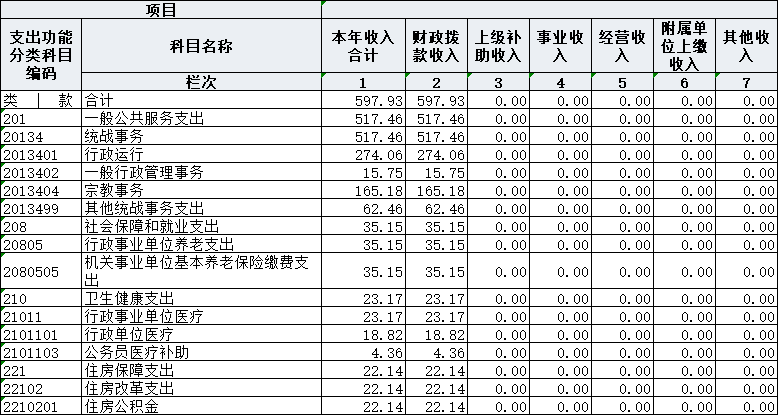 项目
支出功能分类科目编码 科目名称 本年收入合计 财政拨款收入 上级补助收入 事业收入 经营收入 附属单位上缴收入 其他收入
栏次 1 2 3 4 5 6 7
类 | 款 合计 597.93 597.93 0.00 0.00 0.00 0.00 0.00
201 一般公共服务支出 517.46 517.46 0.00 0.00 0.00 0.00 0.00
20134 统战事务 517.46 517.46 0.00 0.00 0.00 0.00 0.00
2013401 行政运行 274.06 274.06 0.00 0.00 0.00 0.00 0.00
2013402 一般行政管理事务 15.75 15.75 0.00 0.00 0.00 0.00 0.00
2013404 宗教事务 165.18 165.18 0.00 0.00 0.00 0.00 0.00
2013499 其他统战事务支出 62.46 62.46 0.00 0.00 0.00 0.00 0.00
208 社会保障和就业支出 35.15 35.15 0.00 0.00 0.00 0.00 0.00
20805 行政事业单位养老支出 35.15 35.15 0.00 0.00 0.00 0.00 0.00
2080505 机关事业单位基本养老保险缴费支出 35.15 35.15 0.00 0.00 0.00 0.00 0.00
210 卫生健康支出 23.17 23.17 0.00 0.00 0.00 0.00 0.00
21011 行政事业单位医疗 23.17 23.17 0.00 0.00 0.00 0.00 0.00
2101101 行政单位医疗 18.82 18.82 0.00 0.00 0.00 0.00 0.00
2101103 公务员医疗补助 4.36 4.36 0.00 0.00 0.00 0.00 0.00
221 住房保障支出 22.14 22.14 0.00 0.00 0.00 0.00 0.00
22102 住房改革支出 22.14 22.14 0.00 0.00 0.00 0.00 0.00
2210201 住房公积金 22.14 22.14 0.00 0.00 0.00 0.00 0.00